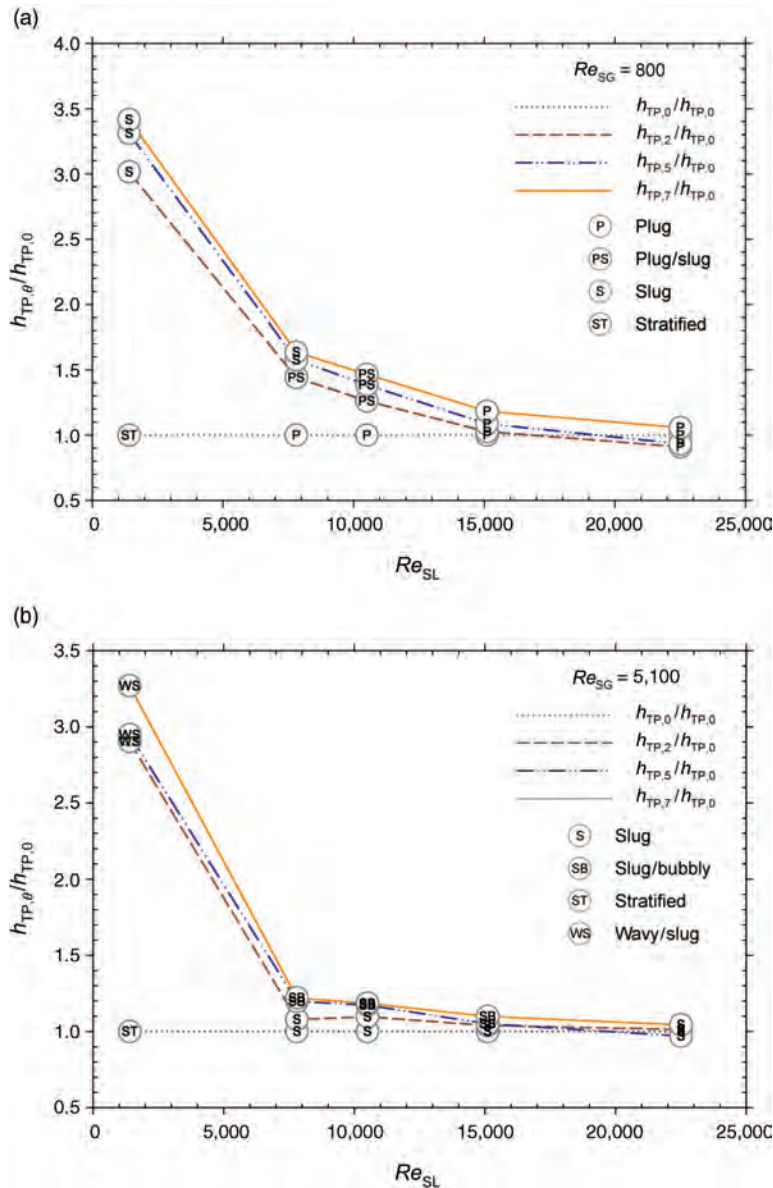 (a)
4.0
3.5
3.0
2.5
2.0
1.5
1.0
0.5
h_TP,θ/h_TP,0
Re_SG = 800
h_TP,0/h_TP,0
h_TP,2/h_TP,0
h_TP,5/h_TP,0
h_TP,7/h_TP,0
P Plug
PS Plug/slug
S Slug
ST Stratified
S
S
S
S
S
PS
PS
PS
PS
P
P
P
P
P
P
P
ST
P
P
0 5,000 10,000 15,000 20,000 25,000
Re_SL
(b)
3.5
3.0
2.5
2.0
1.5
1.0
0.5
h_TP,θ/h_TP,0
Re_SG = 5,100
h_TP,0/h_TP,0
h_TP,2/h_TP,0
h_TP,5/h_TP,0
h_TP,7/h_TP,0
S Slug
SB Slug/bubbly
ST Stratified
WS Wavy/slug
WS
WS
WS
SB
SB
SB
SB
SB
S
S
S
S
S
S
S
ST
0 5,000 10,000 15,000 20,000 25,000
Re_SL